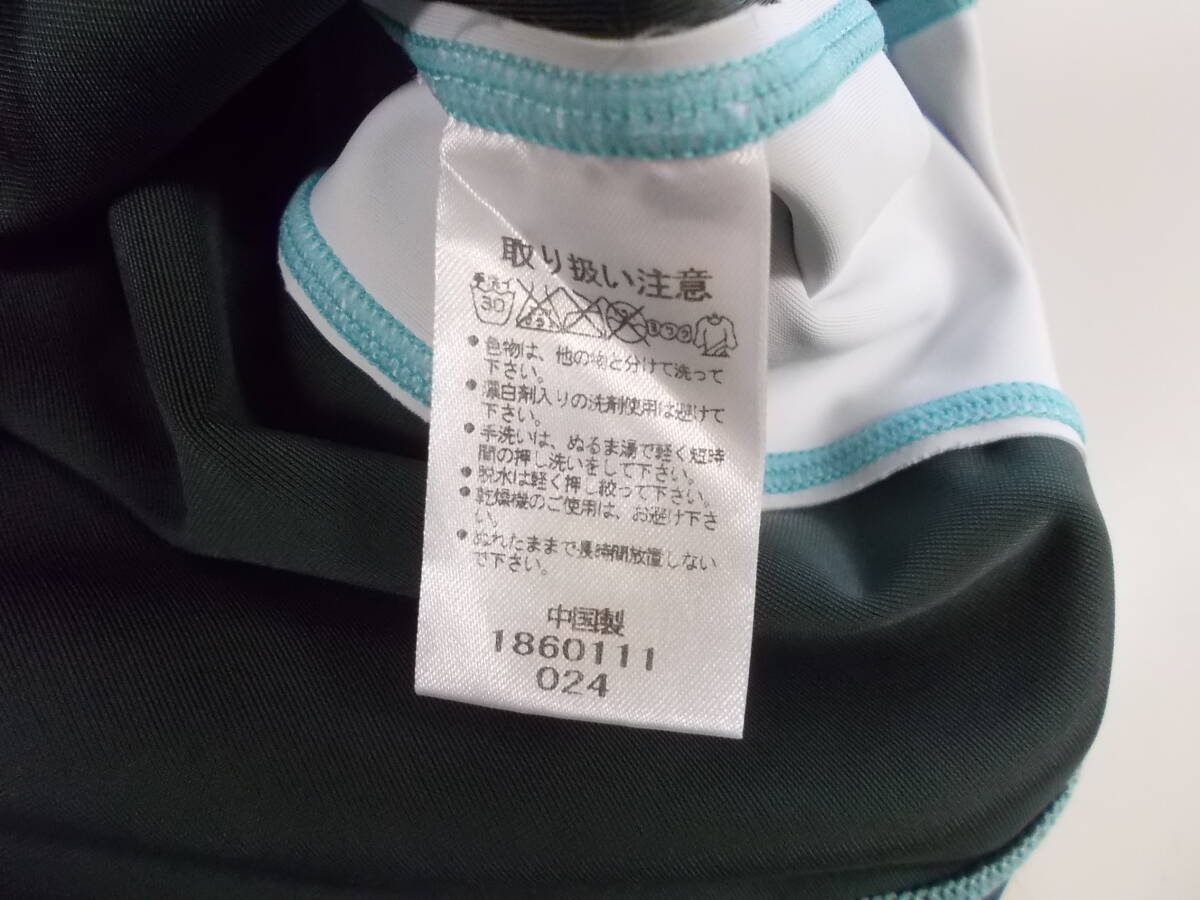 取り扱い注意
手洗イ
30
● 色物は、他の物と分けて洗って
下さい。
● 漂白剤入りの洗剤使用は避けて
下さい。
● 手洗いは、ぬるま湯で軽く短時
間の押し洗いをして下さい。
● 脱水は軽く押し絞って下さい。
● 乾燥機のご使用は、お避け下さ
い。
● ぬれたままで長時間放置しない
で下さい。
中国製
1860111
024